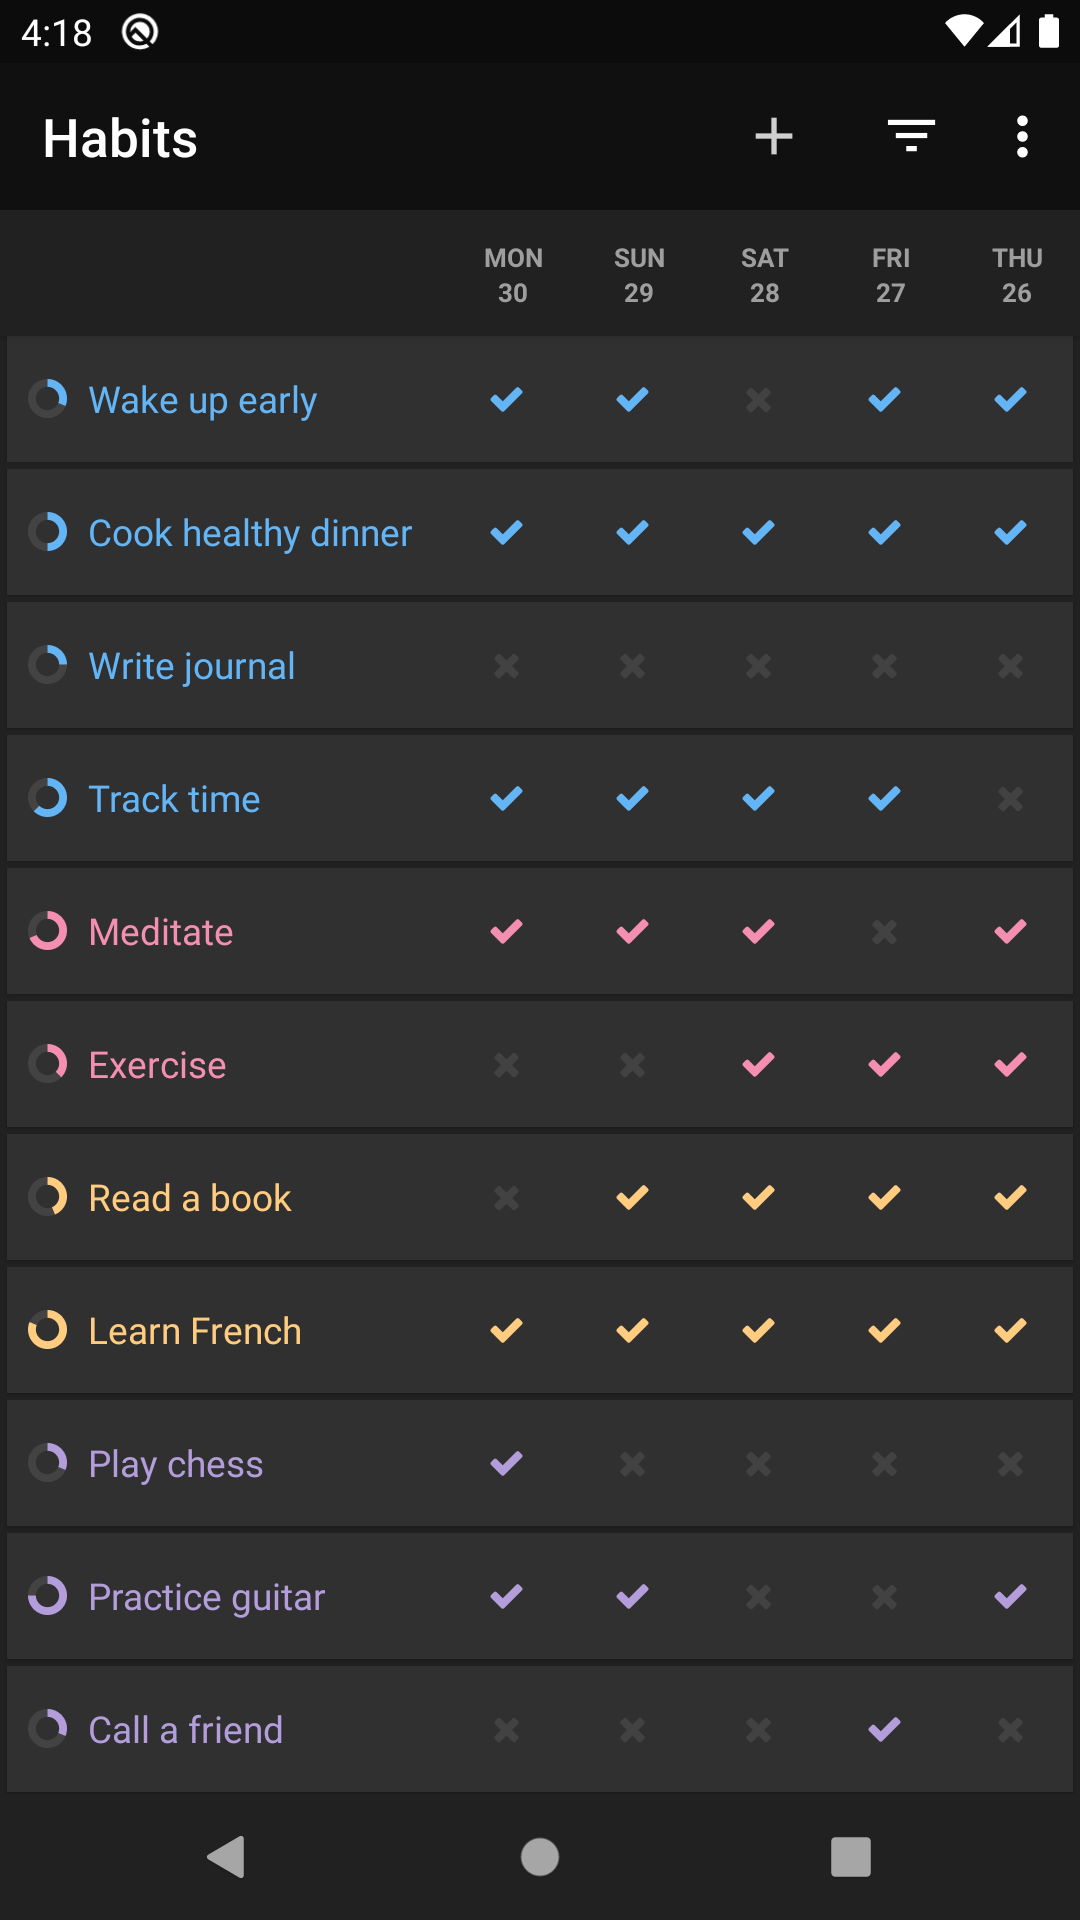 4:18
Habits
MON SUN SAT FRI THU
30 29 28 27 26
Wake up early
Cook healthy dinner
Write journal
Track time
Meditate
Exercise
Read a book
Learn French
Play chess
Practice guitar
Call a friend